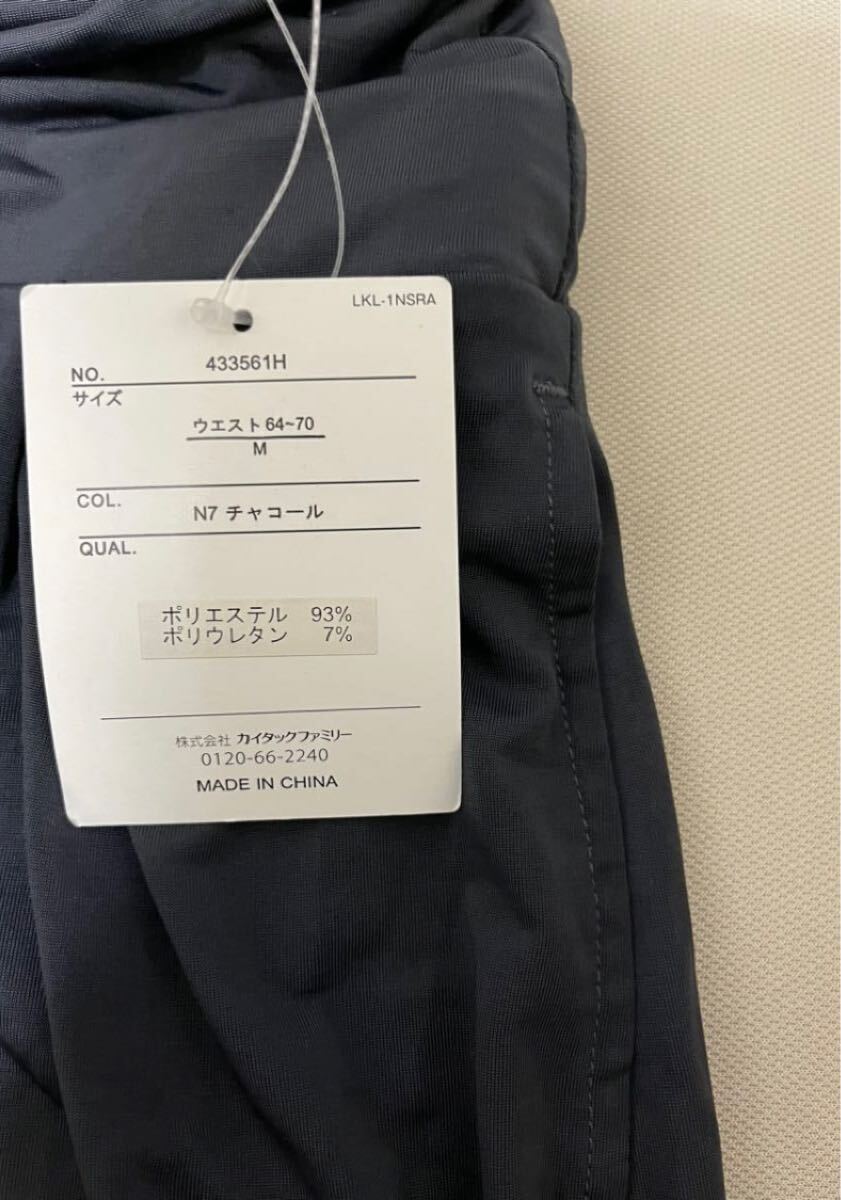 LKL-1NSRA
NO. 433561H
サイズ
ウエスト64~70
M
COL. N7 チャコール
QUAL.
ポリエステル 93%
ポリウレタン 7%
株式会社 カイタックファミリー
0120-66-2240
MADE IN CHINA